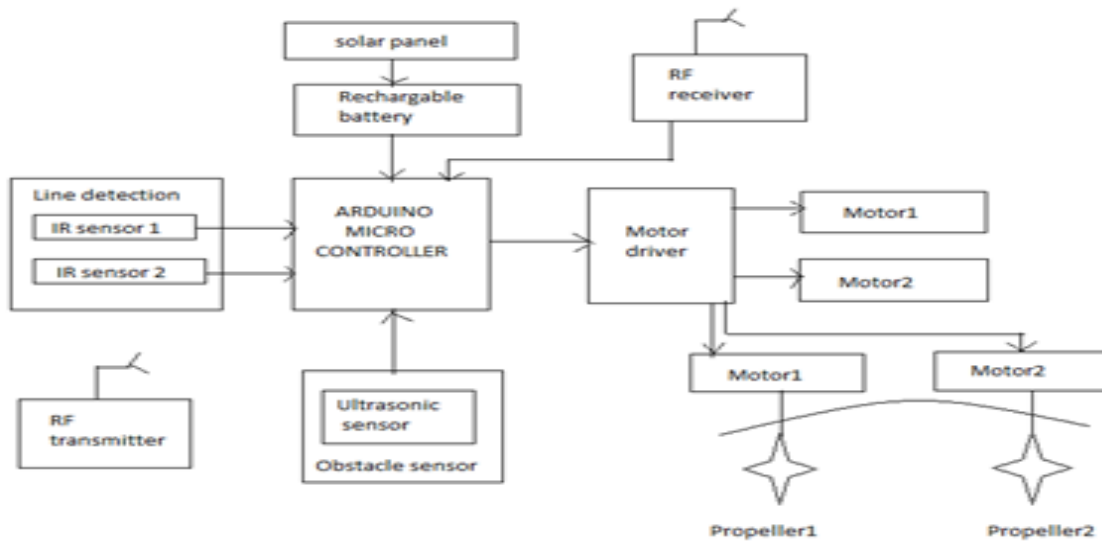 solar panel
RF
receiver
Rechargable
battery
Line detection
IR sensor 1
IR sensor 2
ARDUINO
MICRO
CONTROLLER
Motor
driver
Motor1
Motor2
Motor1
Motor2
RF
transmitter
Ultrasonic
sensor
Obstacle sensor
Propeller1
Propeller2